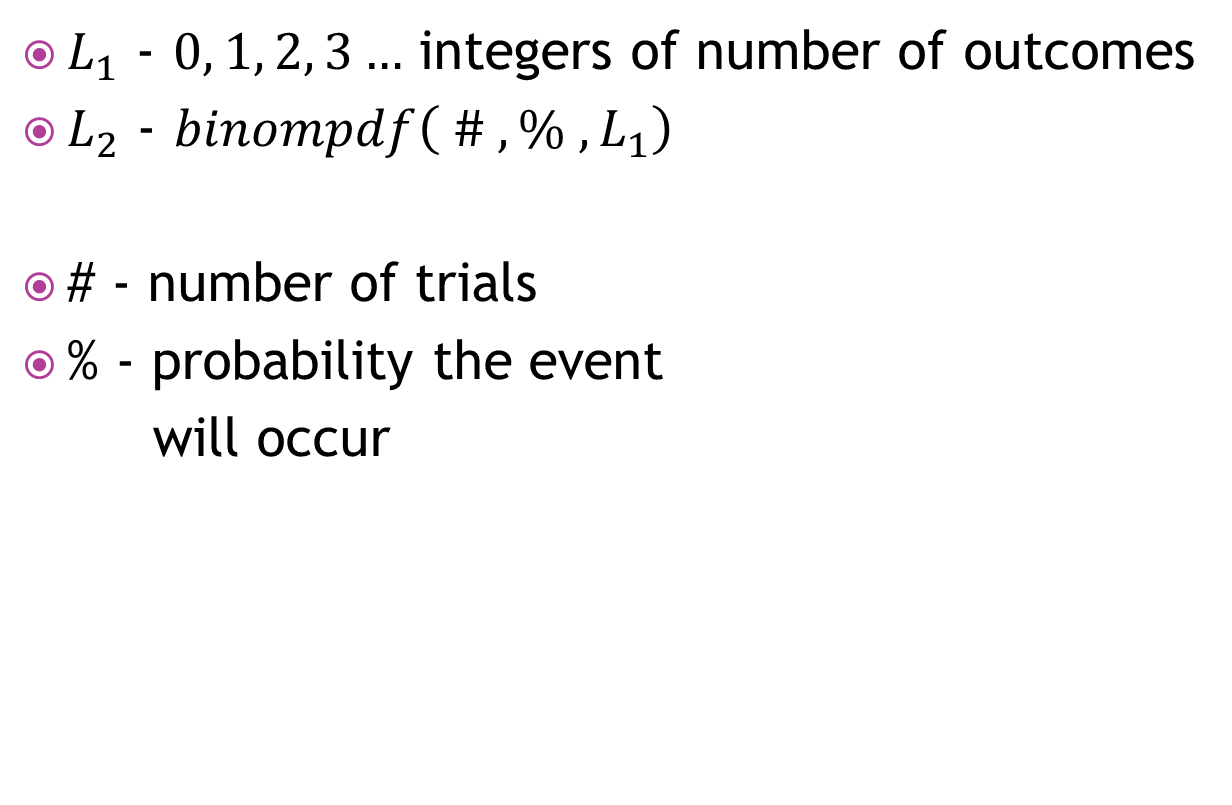 L₁ - 0, 1, 2, 3 … integers of number of outcomes
L₂ - binompdf( # , % , L₁)
# - number of trials
% - probability the event
will occur